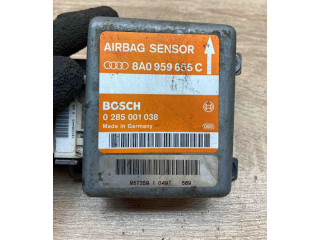 AIRBAG SENSOR
8A0 959 655 C
BOSCH
0 285 001 038
Made in Germany